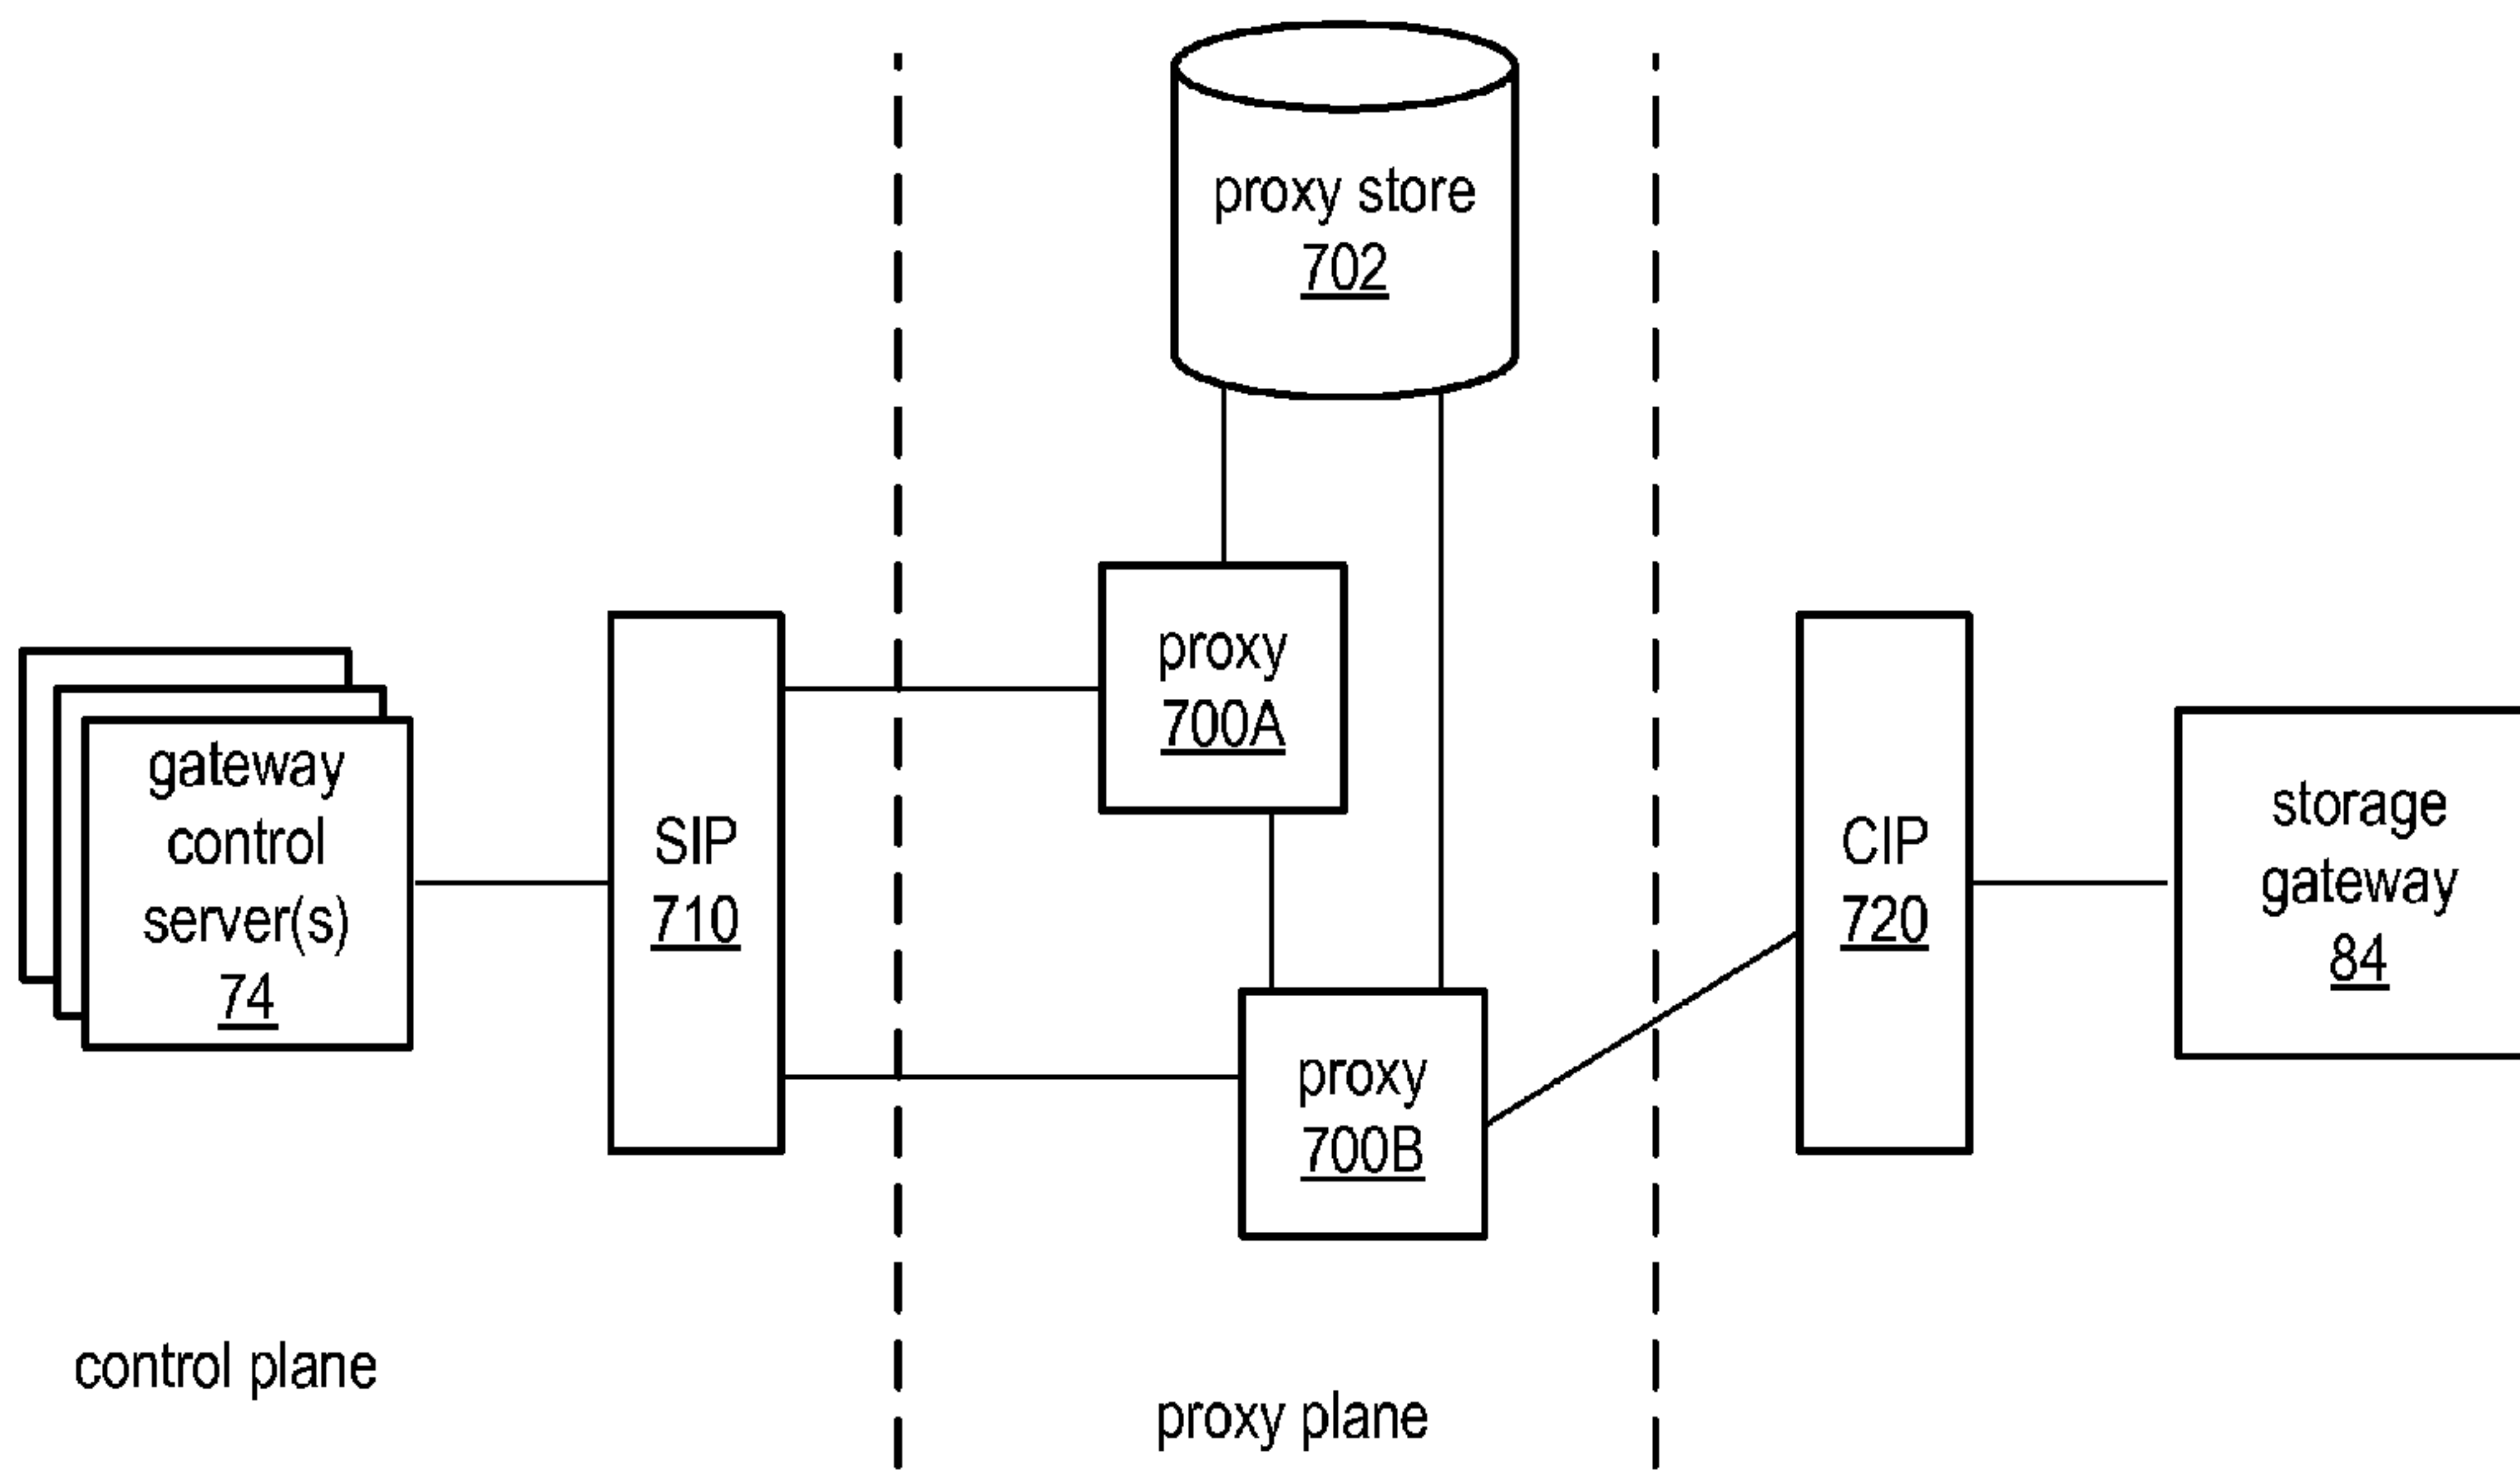 proxy store
702
proxy
700A
gateway
control
server(s)
74
SIP
710
CIP
720
storage
gateway
84
proxy
700B
control plane
proxy plane